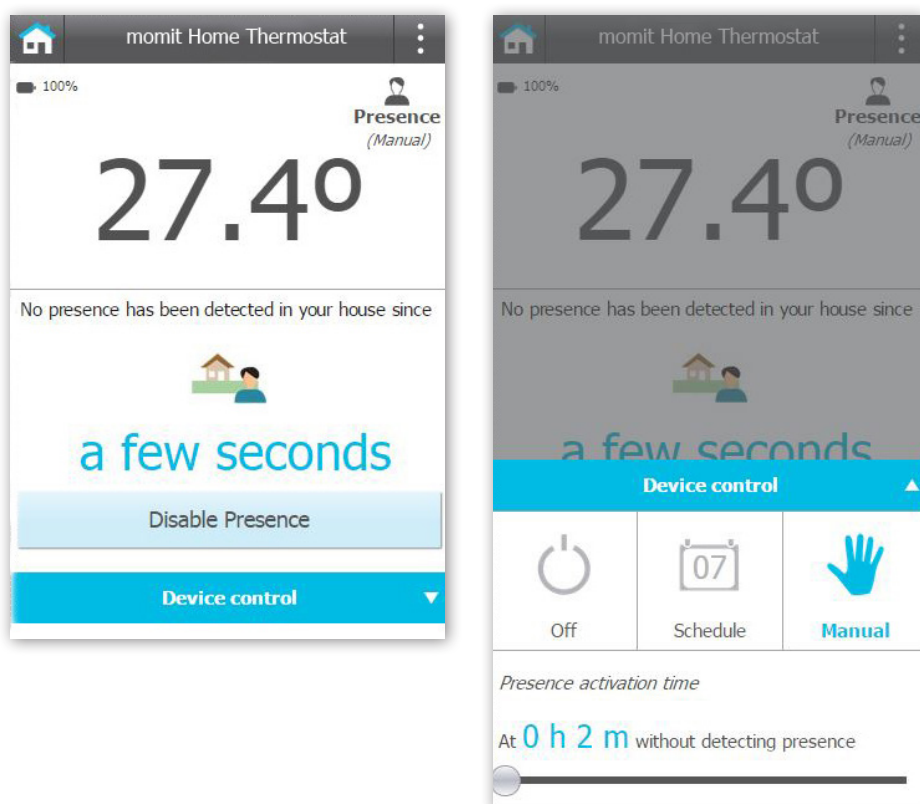 momit Home Thermostat
100%
Presence
(Manual)
27.4º
No presence has been detected in your house since
a few seconds
Disable Presence
Device control
momit Home Thermostat
100%
Presence
(Manual)
27.4º
No presence has been detected in your house since
a few seconds
Device control
07
Off
Schedule
Manual
Presence activation time
At 0 h 2 m without detecting presence